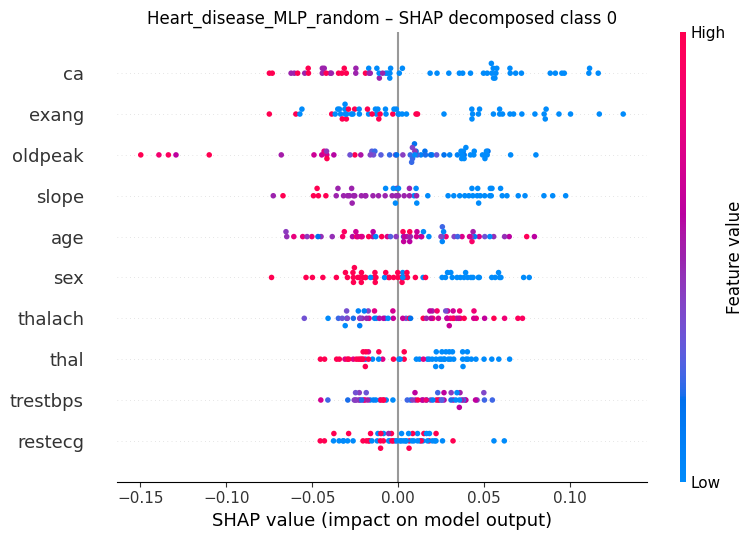 Heart_disease_MLP_random – SHAP decomposed class 0
High
ca
exang
oldpeak
slope
age
sex
thalach
thal
trestbps
restecg
Feature value
Low
−0.15 −0.10 −0.05 0.00 0.05 0.10
SHAP value (impact on model output)